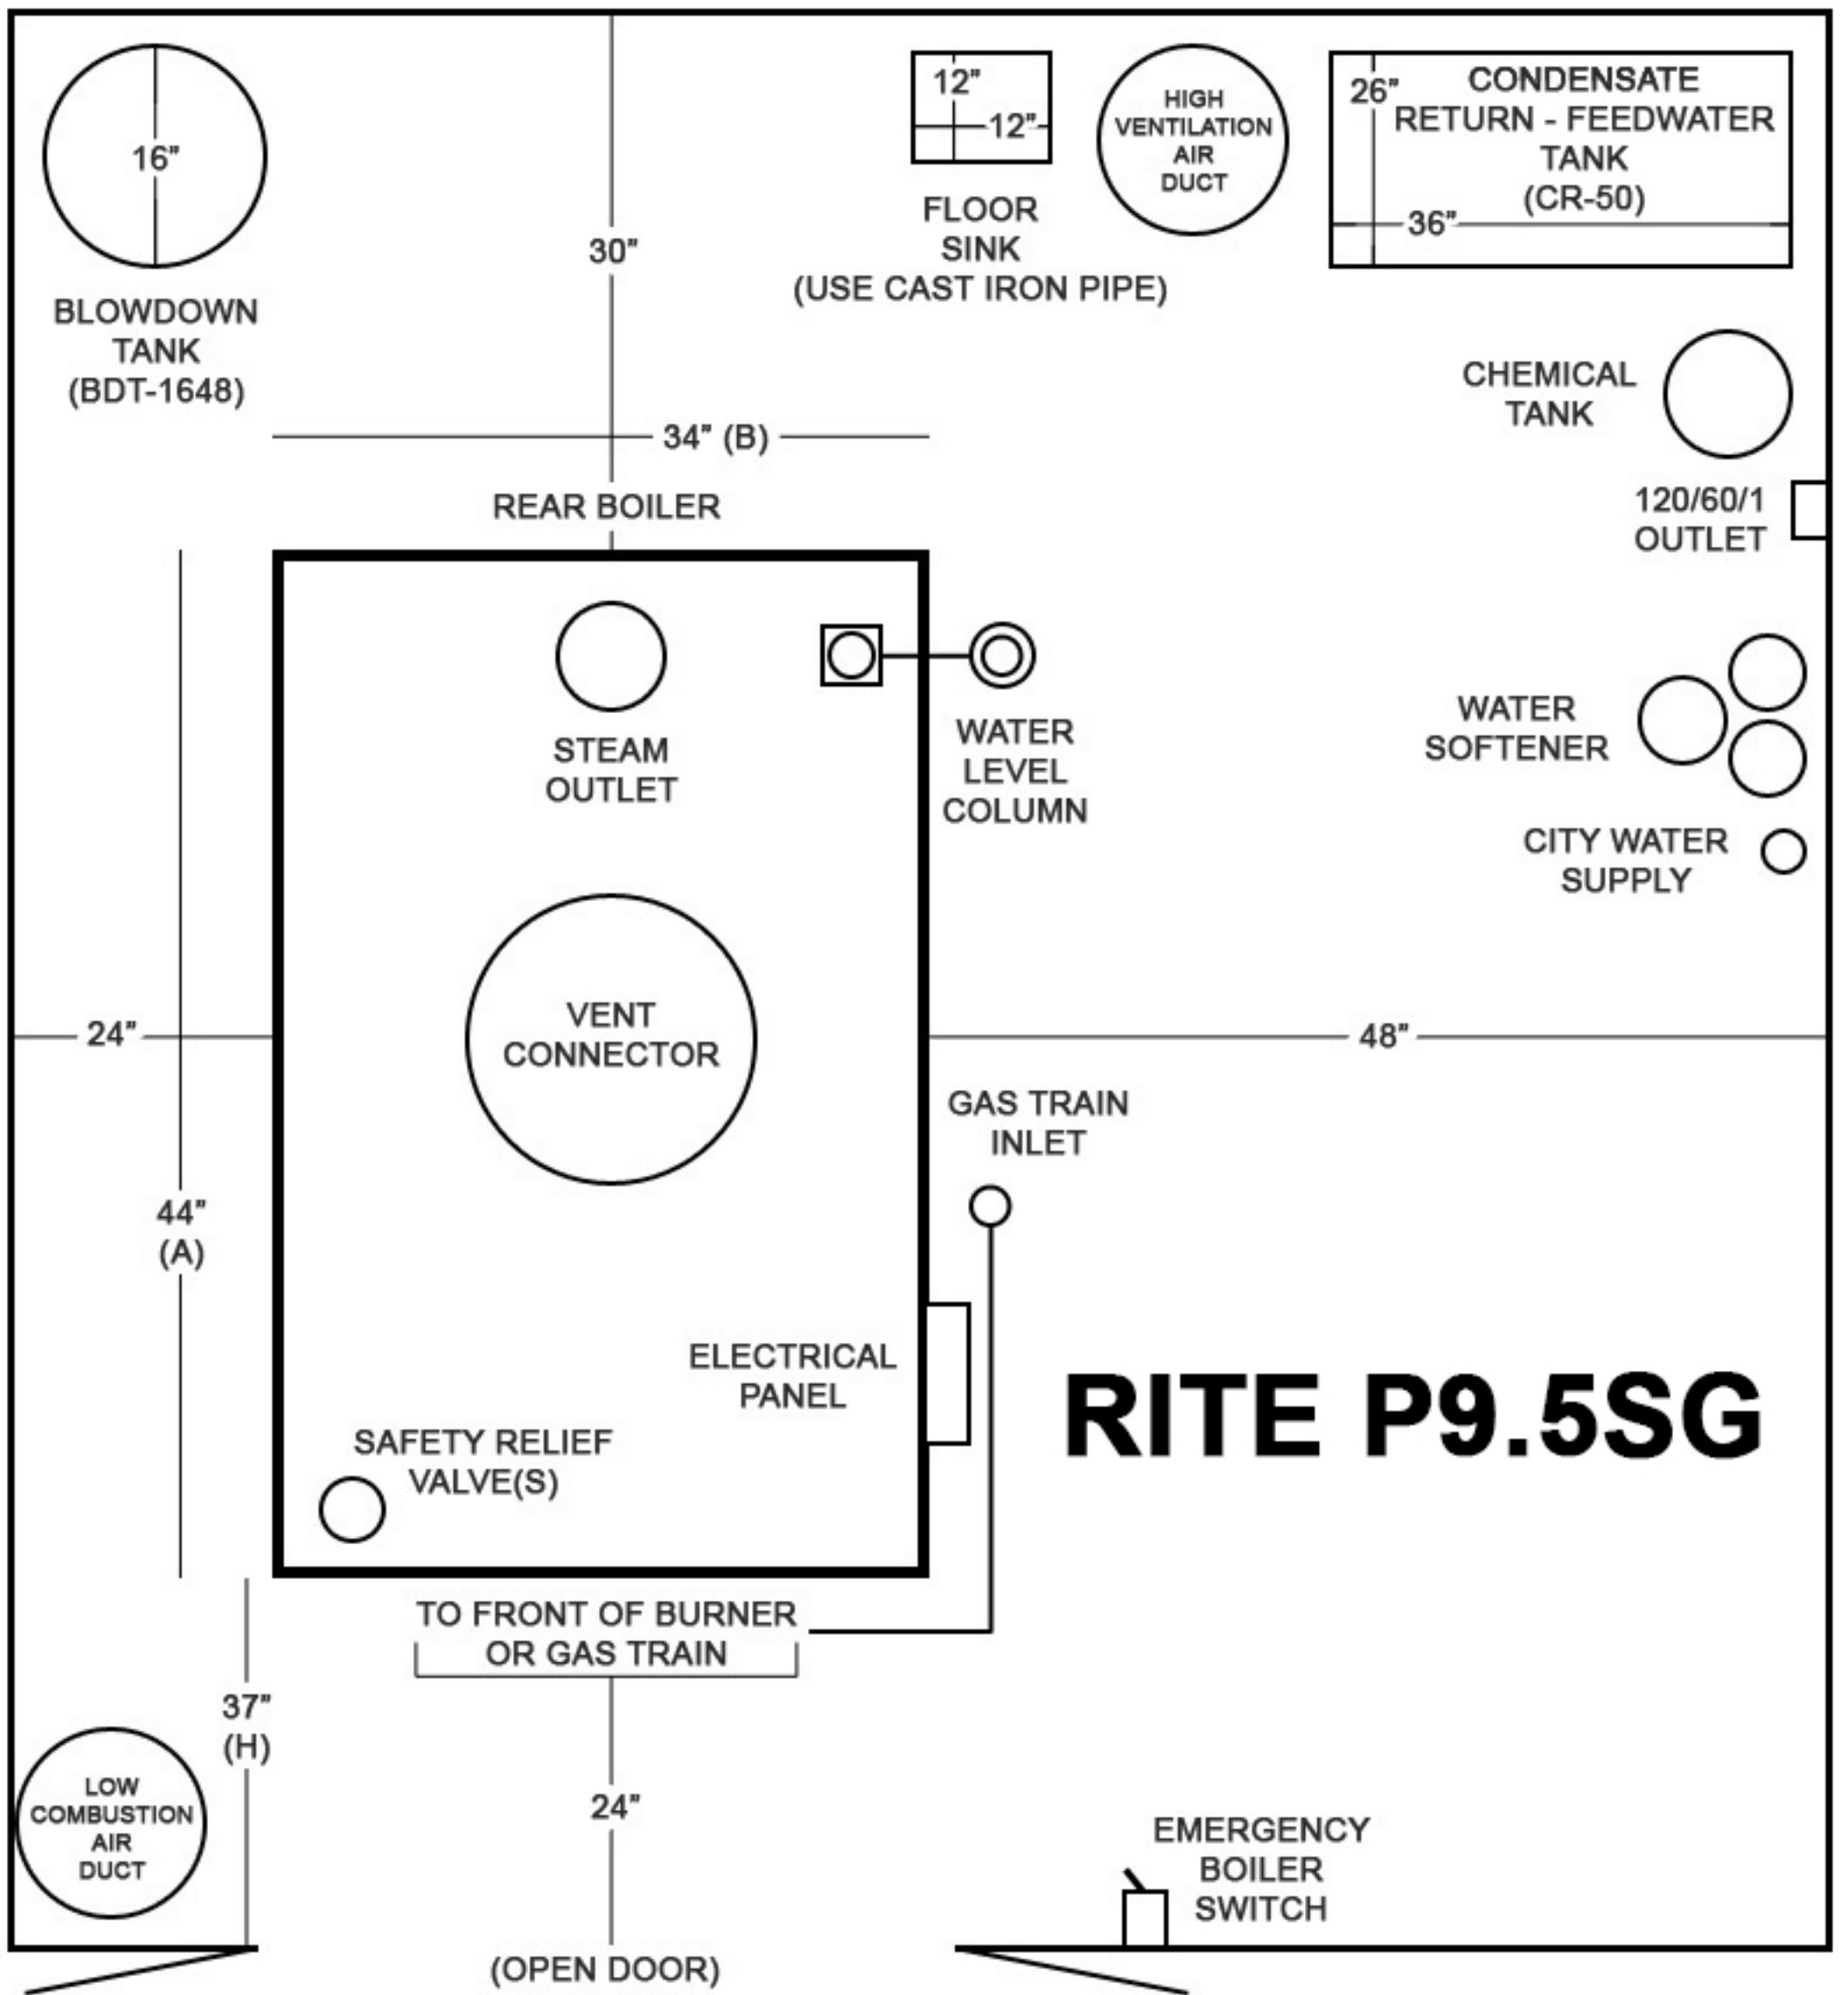 16”
BLOWDOWN
TANK
(BDT-1648)
30”
12”
12”
FLOOR
SINK
(USE CAST IRON PIPE)
HIGH
VENTILATION
AIR
DUCT
26”
CONDENSATE
RETURN - FEEDWATER
TANK
(CR-50)
36”
CHEMICAL
TANK
120/60/1
OUTLET
34” (B)
REAR BOILER
STEAM
OUTLET
WATER
LEVEL
COLUMN
WATER
SOFTENER
CITY WATER
SUPPLY
24”
VENT
CONNECTOR
48”
GAS TRAIN
INLET
44”
(A)
ELECTRICAL
PANEL
RITE P9.5SG
SAFETY RELIEF
VALVE(S)
TO FRONT OF BURNER
OR GAS TRAIN
37”
(H)
LOW
COMBUSTION
AIR
DUCT
24”
EMERGENCY
BOILER
SWITCH
(OPEN DOOR)